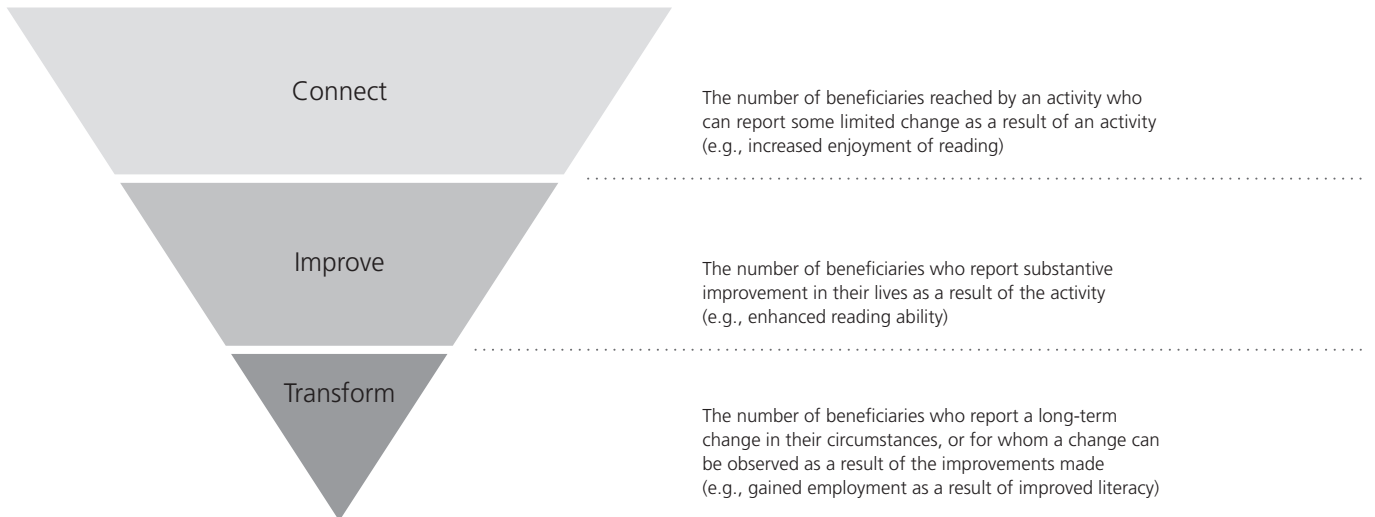 Connect
The number of beneficiaries reached by an activity who
can report some limited change as a result of an activity
(e.g., increased enjoyment of reading)
Improve
The number of beneficiaries who report substantive
improvement in their lives as a result of the activity
(e.g., enhanced reading ability)
Transform
The number of beneficiaries who report a long-term
change in their circumstances, or for whom a change can
be observed as a result of the improvements made
(e.g., gained employment as a result of improved literacy)